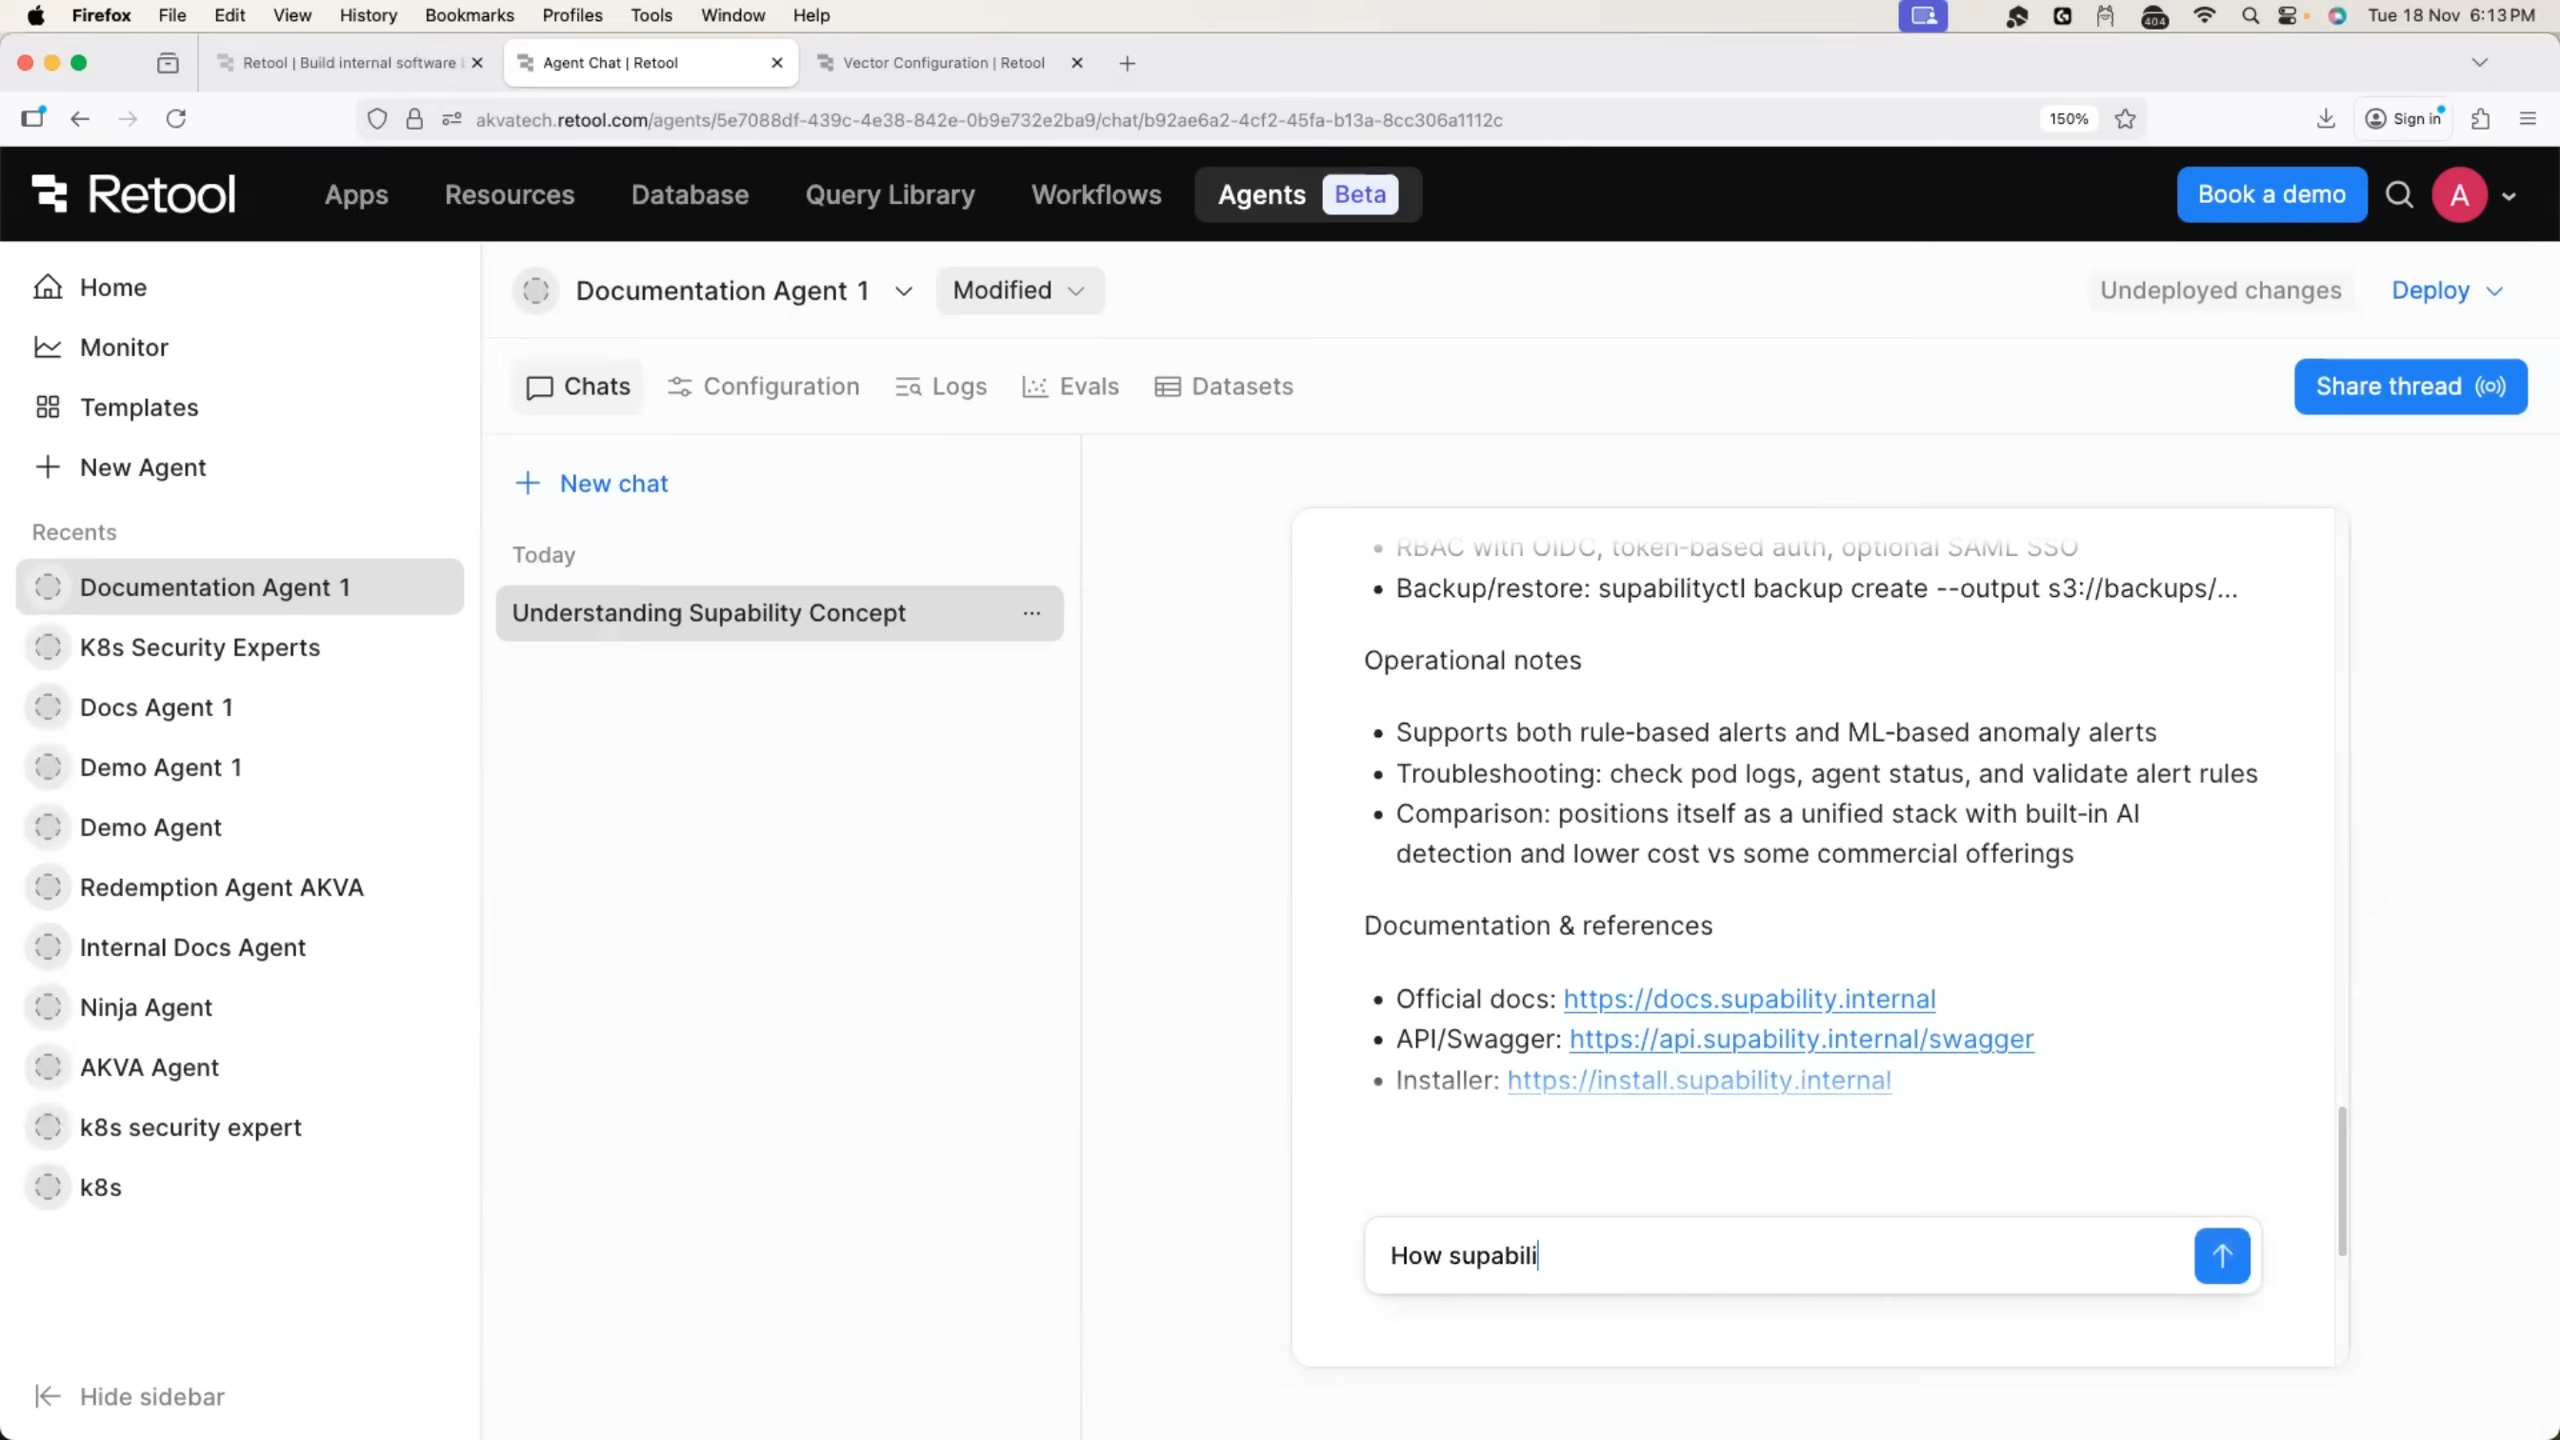 Firefox File Edit View History Bookmarks Profiles Tools Window Help
404
Tue 18 Nov 6:13 PM
Retool | Build internal software
Agent Chat | Retool
Vector Configuration | Retool
akvatech.retool.com/agents/5e7088df-439c-4e38-842e-0b9e732e2ba9/chat/b92ae6a2-4cf2-45fa-b13a-8cc306a1112c
150%
Sign in
Retool
Apps
Resources
Database
Query Library
Workflows
Agents Beta
Book a demo
A
Home
Monitor
Templates
New Agent
Recents
Documentation Agent 1
K8s Security Experts
Docs Agent 1
Demo Agent 1
Demo Agent
Redemption Agent AKVA
Internal Docs Agent
Ninja Agent
AKVA Agent
k8s security expert
k8s
Hide sidebar
Documentation Agent 1
Modified
Undeployed changes
Deploy
Chats
Configuration
Logs
Evals
Datasets
Share thread
New chat
Today
Understanding Supability Concept
• RBAC with OIDC, token-based auth, optional SAML SSO
• Backup/restore: supabilityctl backup create --output s3://backups/...
Operational notes
• Supports both rule-based alerts and ML-based anomaly alerts
• Troubleshooting: check pod logs, agent status, and validate alert rules
• Comparison: positions itself as a unified stack with built-in AI
detection and lower cost vs some commercial offerings
Documentation & references
• Official docs: https://docs.supability.internal
• API/Swagger: https://api.supability.internal/swagger
• Installer: https://install.supability.internal
How supabili